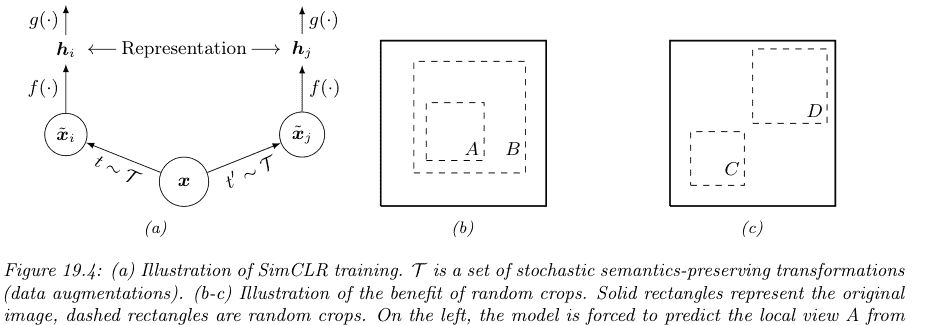 g(·) g(·)
h_i ← Representation → h_j
f(·) f(·)
x̃_i x̃_j
t ∼ 𝒯 t′ ∼ 𝒯
x
A B
C
D
(a) (b) (c)
Figure 19.4: (a) Illustration of SimCLR training. 𝒯 is a set of stochastic semantics-preserving transformations
(data augmentations). (b-c) Illustration of the benefit of random crops. Solid rectangles represent the original
image, dashed rectangles are random crops. On the left, the model is forced to predict the local view A from